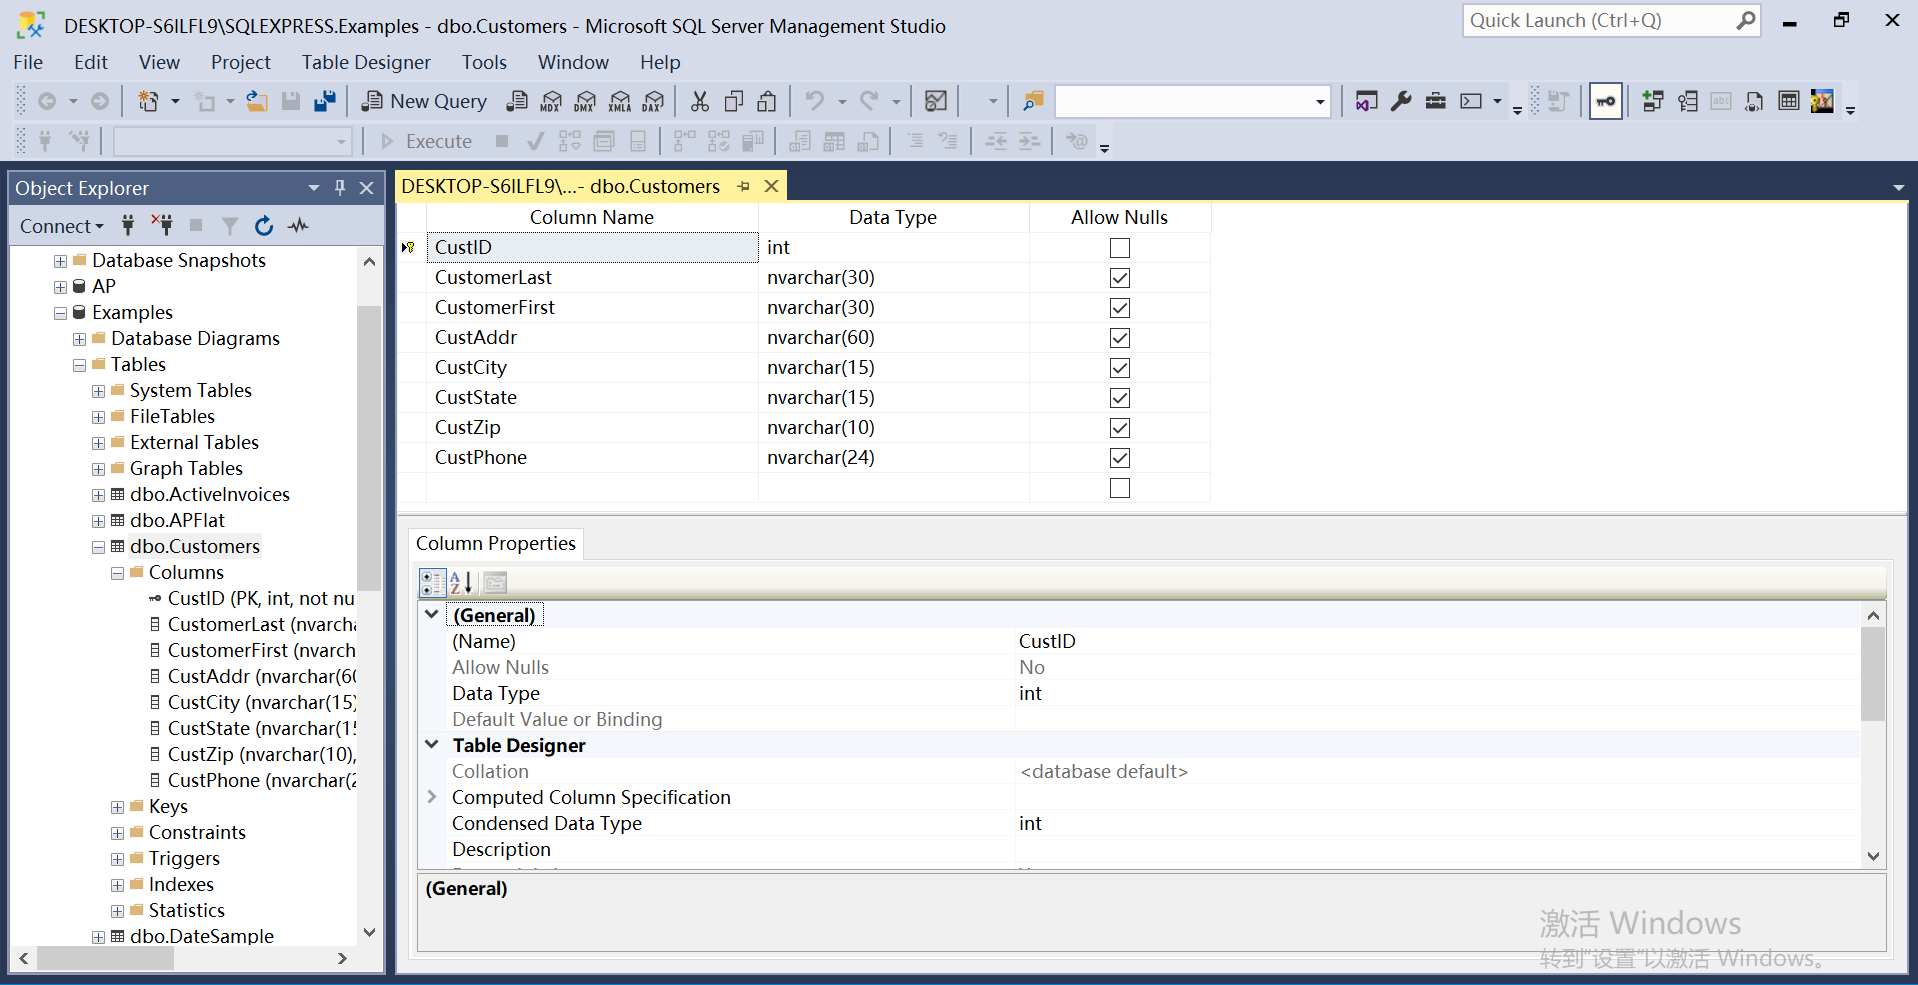 DESKTOP-S6ILFL9\SQLEXPRESS.Examples - dbo.Customers - Microsoft SQL Server Management Studio
Quick Launch (Ctrl+Q)
File Edit View Project Table Designer Tools Window Help
New Query MDX DMX XMLA DAX
Execute
Object Explorer
Connect
Database Snapshots
AP
Examples
Database Diagrams
Tables
System Tables
FileTables
External Tables
Graph Tables
dbo.ActiveInvoices
dbo.APFlat
dbo.Customers
Columns
CustID (PK, int, not nu
CustomerLast (nvarcha
CustomerFirst (nvarch
CustAddr (nvarchar(60
CustCity (nvarchar(15)
CustState (nvarchar(15
CustZip (nvarchar(10),
CustPhone (nvarchar(2
Keys
Constraints
Triggers
Indexes
Statistics
dbo.DateSample
DESKTOP-S6ILFL9\...- dbo.Customers
Column Name Data Type Allow Nulls
CustID int
CustomerLast nvarchar(30)
CustomerFirst nvarchar(30)
CustAddr nvarchar(60)
CustCity nvarchar(15)
CustState nvarchar(15)
CustZip nvarchar(10)
CustPhone nvarchar(24)
Column Properties
(General)
(Name) CustID
Allow Nulls No
Data Type int
Default Value or Binding
Table Designer
Collation <database default>
Computed Column Specification
Condensed Data Type int
Description
(General)
激活 Windows
转到"设置"以激活 Windows。